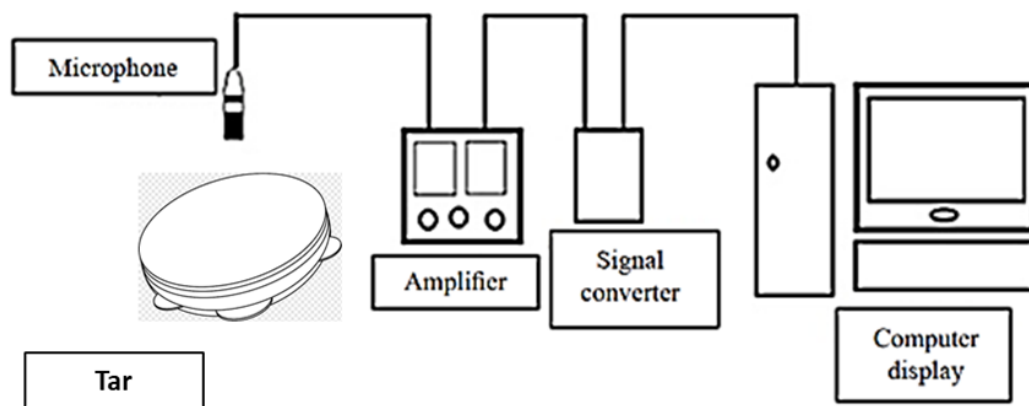 Microphone
Amplifier
Signal
converter
Computer
display
Tar